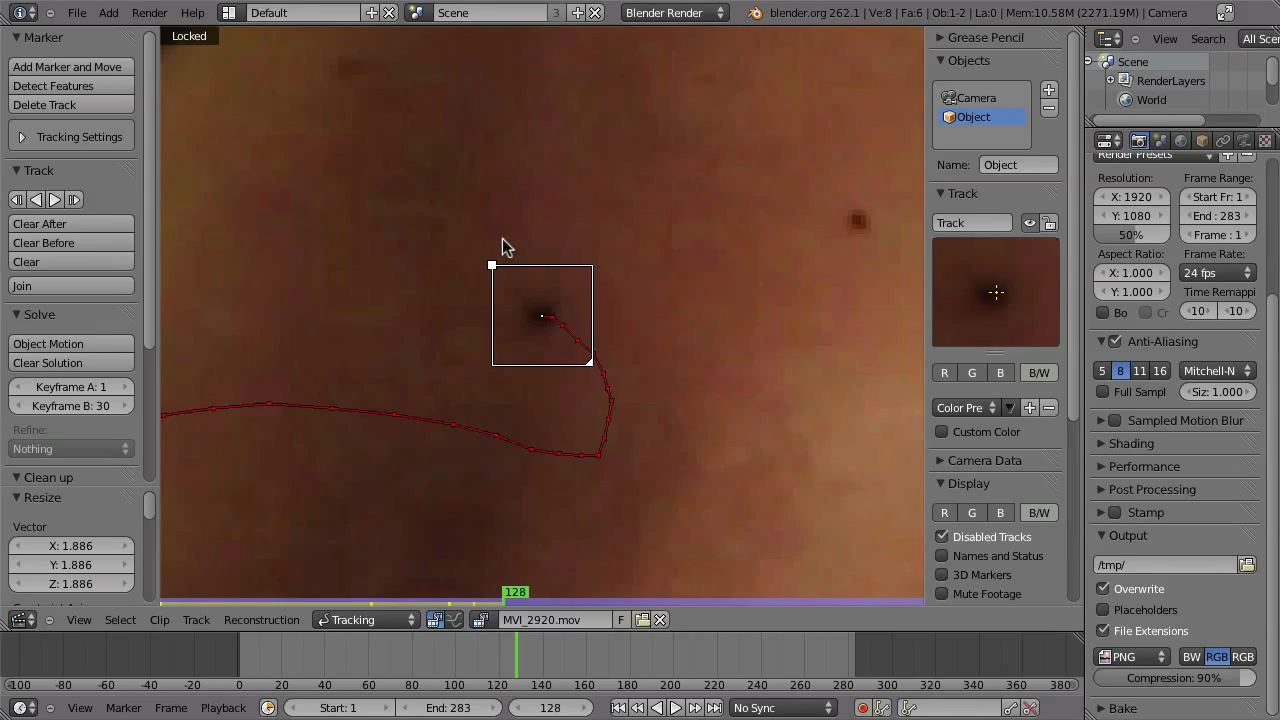 File Add Render Help Default Scene 3 Blender Render blender.org 262.1 | Ve:8 | Fa:6 | Ob:1-2 | La:0 | Mem:10.58M (2271.19M) | Camera
Marker
Add Marker and Move
Detect Features
Delete Track
Tracking Settings
Track
Clear After
Clear Before
Clear
Join
Solve
Object Motion
Clear Solution
Keyframe A: 1
Keyframe B: 30
Refine:
Nothing
Clean up
Resize
Vector
X: 1.886
Y: 1.886
Z: 1.886
Locked
128
Grease Pencil
Objects
Camera
Object
Name: Object
Track
Track
R G B B/W
Color Pre
Custom Color
Camera Data
Display
R G B B/W
Disabled Tracks
Names and Status
3D Markers
Mute Footage
View Select Clip Track Reconstruction Tracking MVI_2920.mov F
-100 -80 -60 -40 -20 0 20 40 60 80 100 120 140 160 180 200 220 240 260 280 300 320 340 360 380
View Marker Frame Playback Start: 1 End: 283 128 No Sync
View Search All Sce
Scene
RenderLayers
World
Render Presets
Resolution: Frame Range:
X: 1920 Start Fr: 1
Y: 1080 End : 283
50% Frame : 1
Aspect Ratio: Frame Rate:
X: 1.000 24 fps
Y: 1.000 Time Remappi
Bo Cr 10 10
Anti-Aliasing
5 8 11 16 Mitchell-N
Full Sampl Siz: 1.000
Sampled Motion Blur
Shading
Performance
Post Processing
Stamp
Output
/tmp/
Overwrite
Placeholders
File Extensions
PNG BW RGB RGB
Compression: 90%
Bake